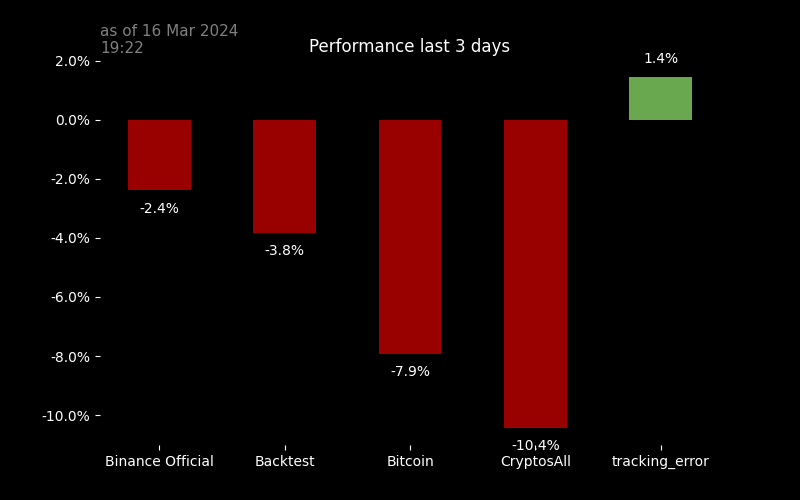 as of 16 Mar 2024
19:22
Performance last 3 days
2.0%
0.0%
-2.0%
-4.0%
-6.0%
-8.0%
-10.0%
-2.4%
-3.8%
-7.9%
-10.4%
1.4%
Binance Official
Backtest
Bitcoin
CryptosAll
tracking_error